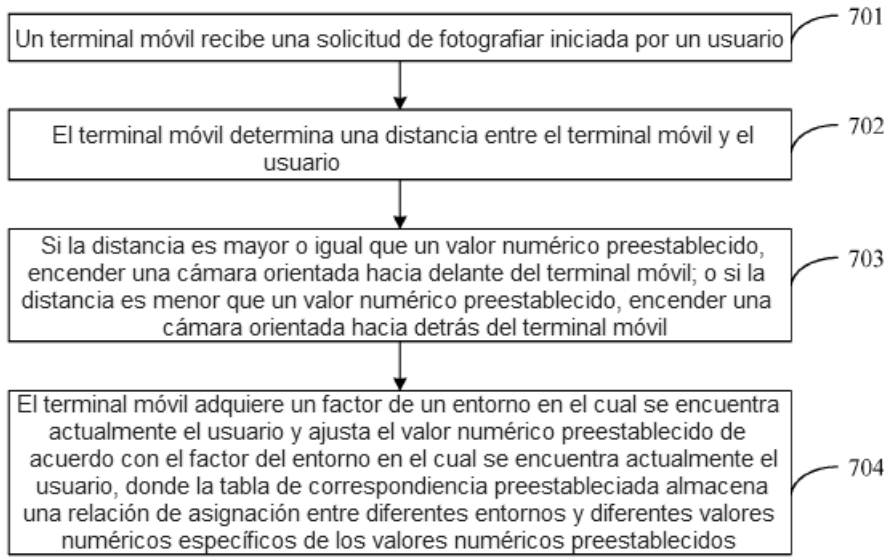 Un terminal móvil recibe una solicitud de fotografiar iniciada por un usuario
701
El terminal móvil determina una distancia entre el terminal móvil y el
usuario
702
Si la distancia es mayor o igual que un valor numérico preestablecido,
encender una cámara orientada hacia delante del terminal móvil; o si la
distancia es menor que un valor numérico preestablecido, encender una
cámara orientada hacia detrás del terminal móvil
703
El terminal móvil adquiere un factor de un entorno en el cual se encuentra
actualmente el usuario y ajusta el valor numérico preestablecido de
acuerdo con el factor del entorno en el cual se encuentra actualmente el
usuario, donde la tabla de correspondiencia preestableciada almacena
una relación de asignación entre diferentes entornos y diferentes valores
numéricos específicos de los valores numéricos preestablecidos
704